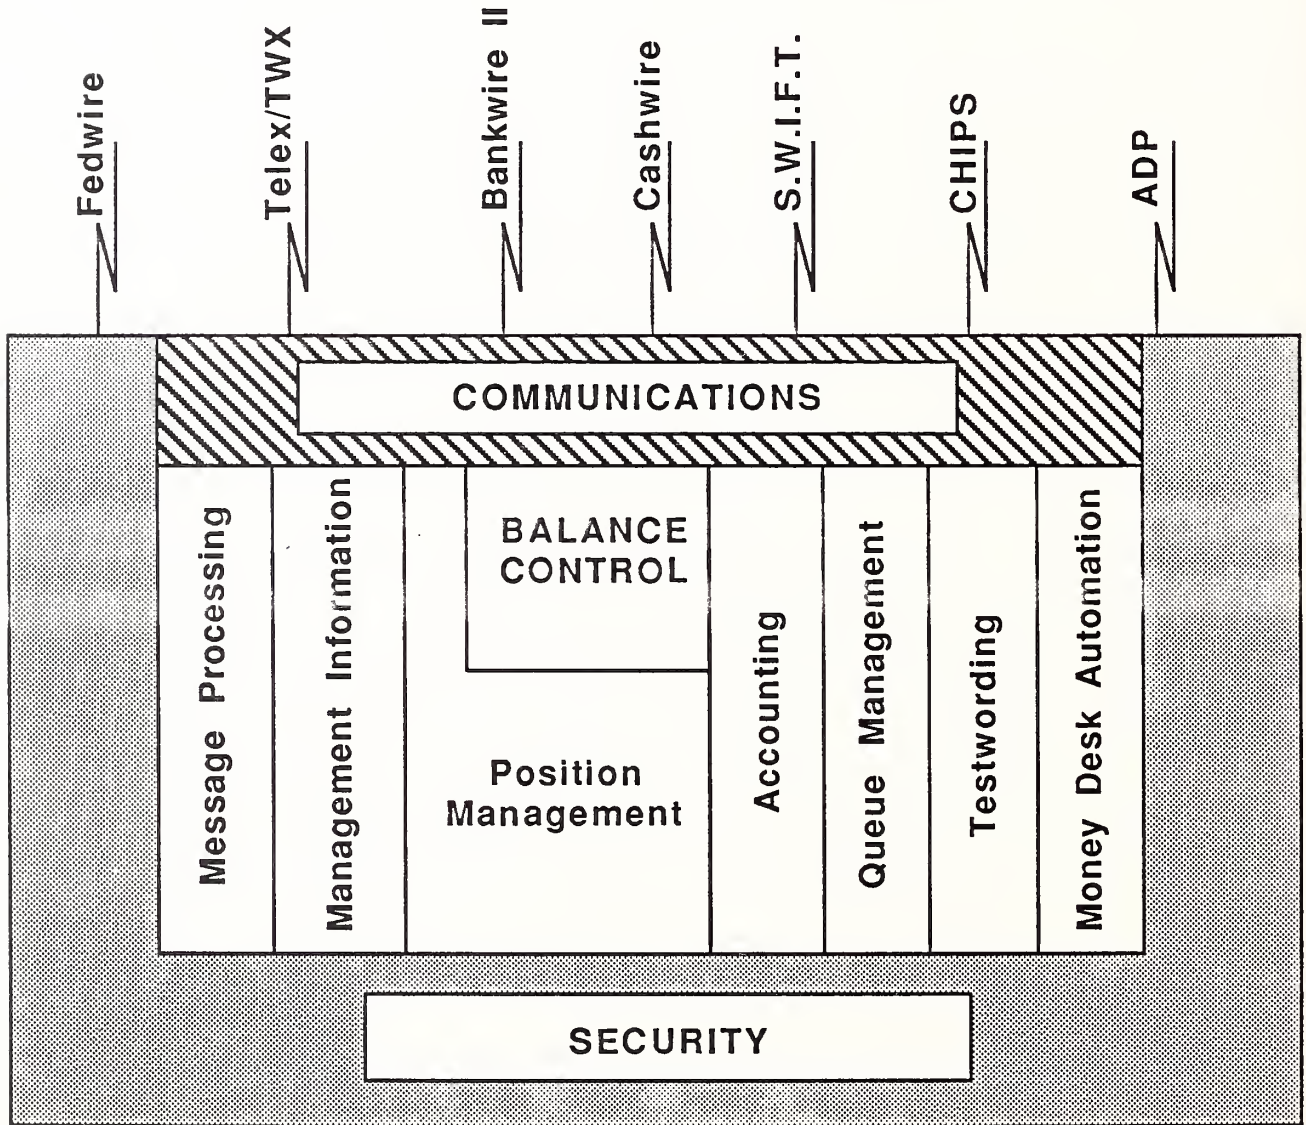 Fedwire
Telex/TWX
Bankwire II
Cashwire
S.W.I.F.T.
CHIPS
ADP
COMMUNICATIONS
Message Processing
Management Information
BALANCE
CONTROL
Position
Management
Accounting
Queue Management
Testwording
Money Desk Automation
SECURITY